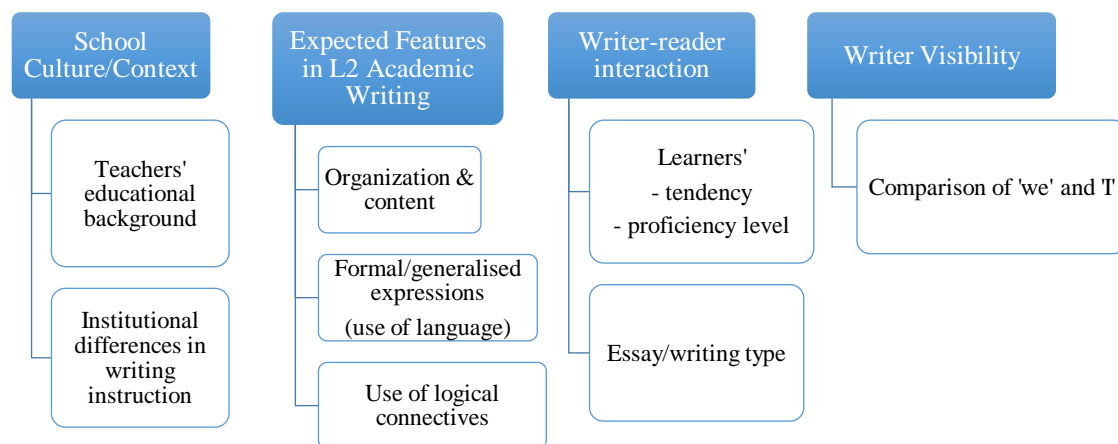 School
Culture/Context
Teachers'
educational
background
Institutional
differences in
writing
instruction
Expected Features
in L2 Academic
Writing
Organization &
content
Formal/generalised
expressions
(use of language)
Use of logical
connectives
Writer-reader
interaction
Learners'
- tendency
- proficiency level
Essay/writing type
Writer Visibility
Comparison of 'we' and 'I'